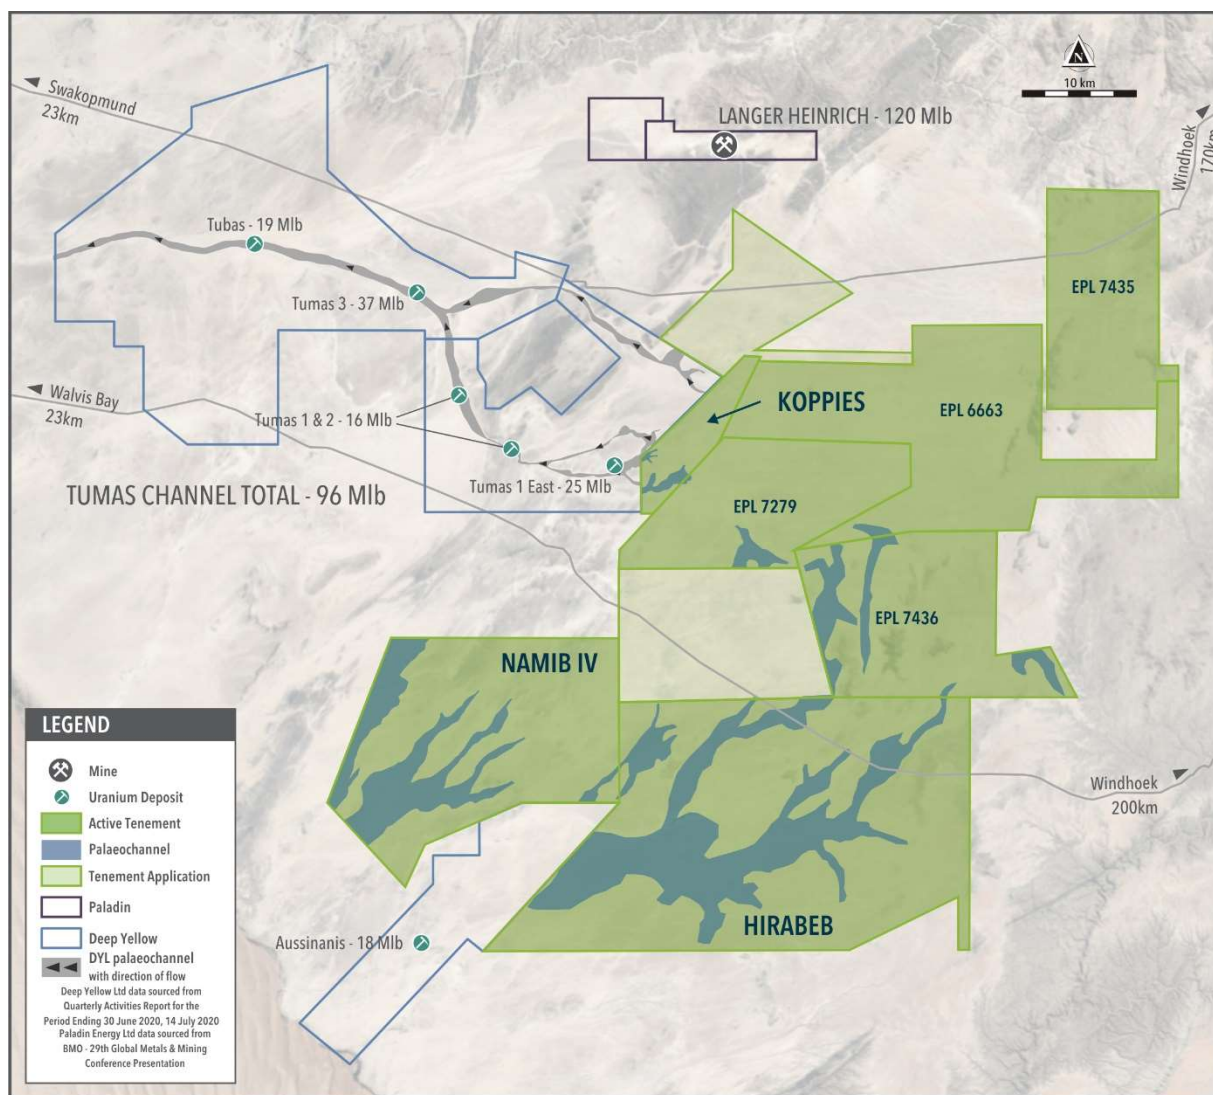 Swakopmund
23km
N
10 km
LANGER HEINRICH - 120 Mlb
Windhoek
170km
Tubas - 19 Mlb
Tumas 3 - 37 Mlb
EPL 7435
Walvis Bay
23km
Tumas 1 & 2 - 16 Mlb
KOPPIES
EPL 6663
TUMAS CHANNEL TOTAL - 96 Mlb
Tumas 1 East - 25 Mlb
EPL 7279
EPL 7436
NAMIB IV
Windhoek
200km
HIRABEB
Aussinanis - 18 Mlb
LEGEND
Mine
Uranium Deposit
Active Tenement
Palaeochannel
Tenement Application
Paladin
Deep Yellow
DYL palaeochannel
with direction of flow
Deep Yellow Ltd data sourced from
Quarterly Activities Report for the
Period Ending 30 June 2020, 14 July 2020
Paladin Energy Ltd data sourced from
BMO - 29th Global Metals & Mining
Conference Presentation